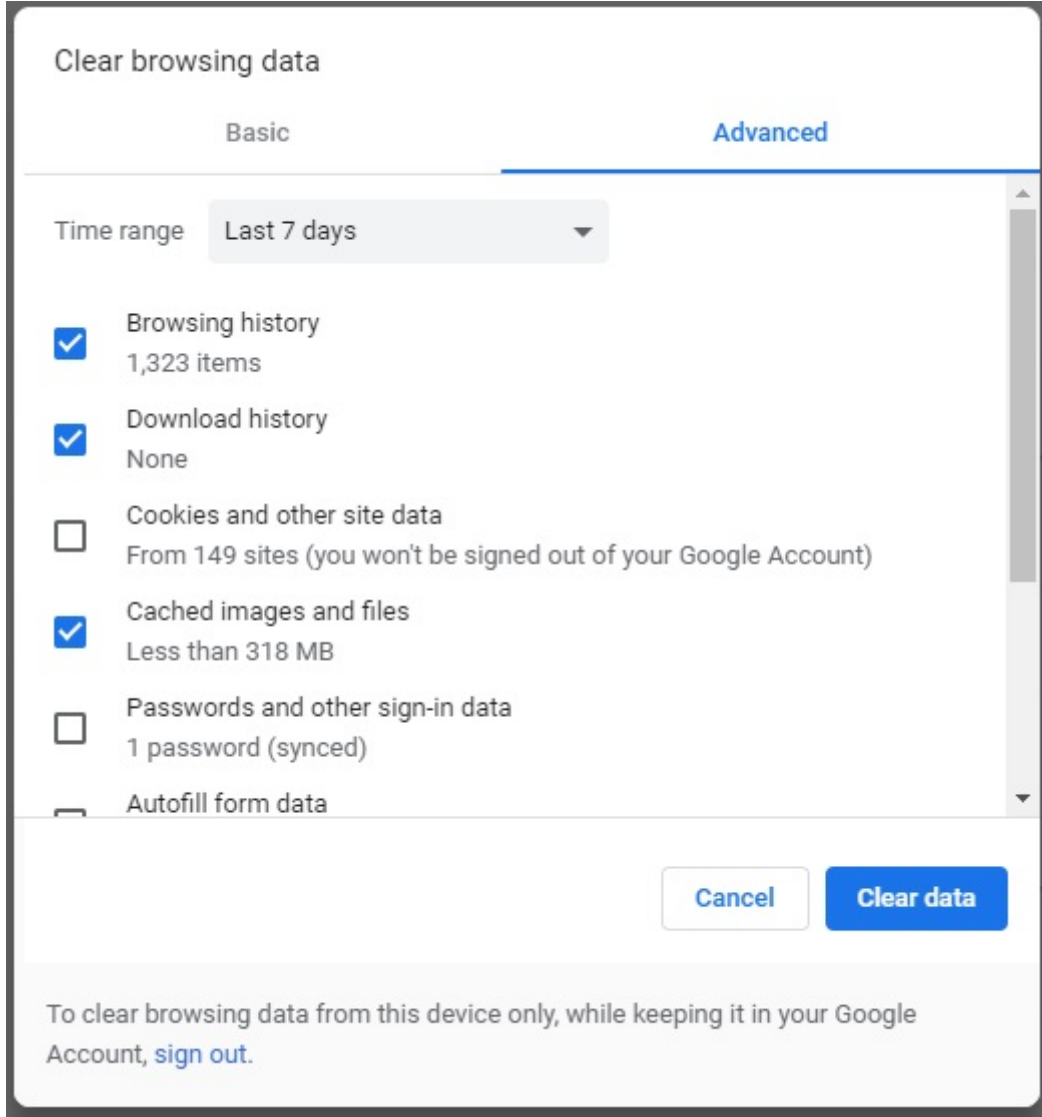 Clear browsing data
Basic Advanced
Time range Last 7 days
Browsing history
1,323 items
Download history
None
Cookies and other site data
From 149 sites (you won't be signed out of your Google Account)
Cached images and files
Less than 318 MB
Passwords and other sign-in data
1 password (synced)
Autofill form data
Cancel Clear data
To clear browsing data from this device only, while keeping it in your Google
Account, sign out.